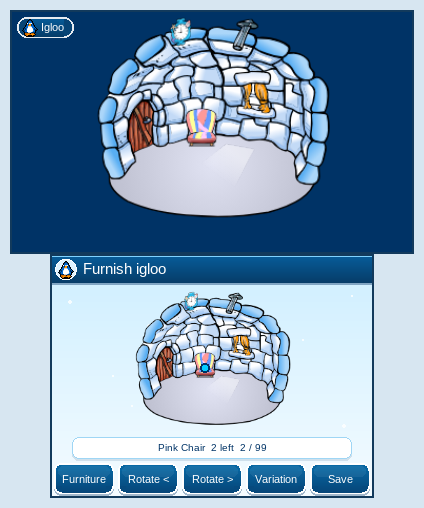 Igloo
Furnish igloo
Pink Chair 2 left 2 / 99
Furniture
Rotate <
Rotate >
Variation
Save